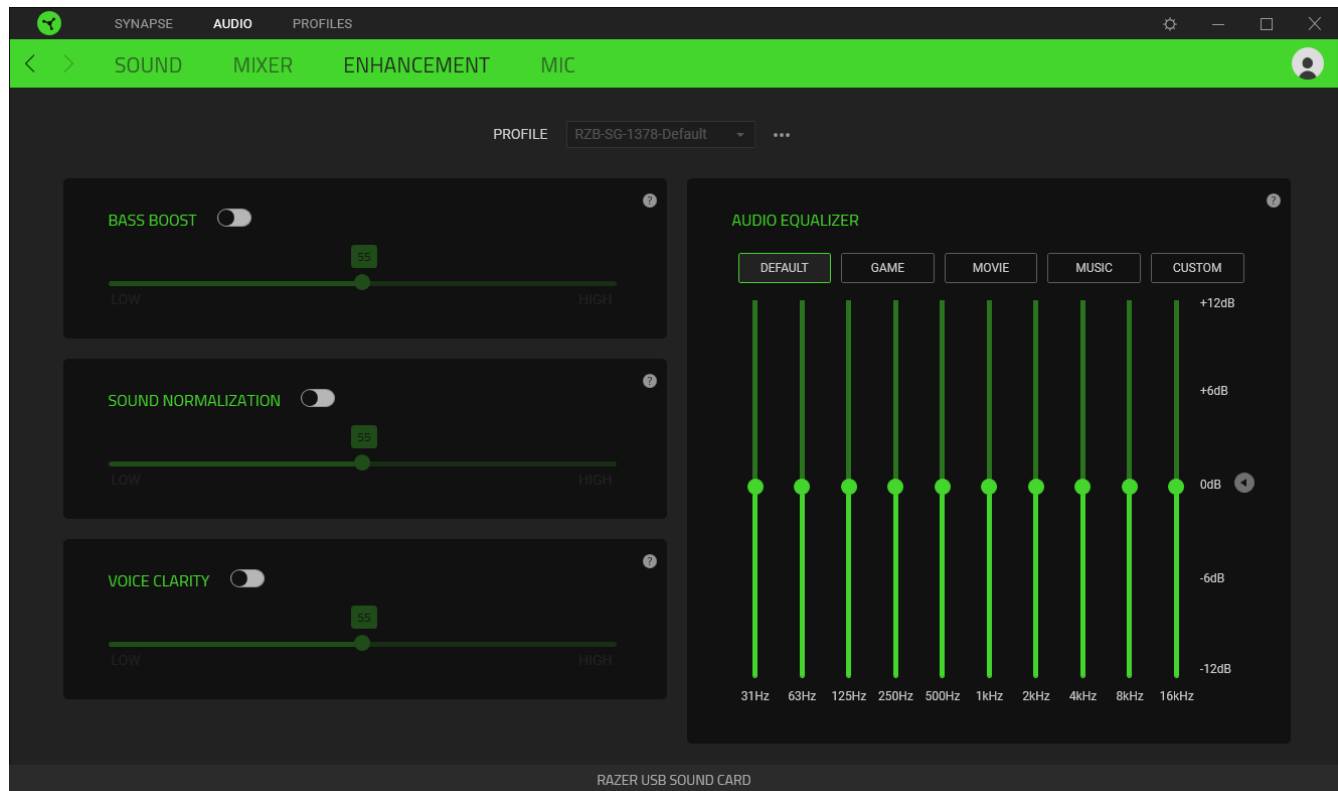 SYNAPSE AUDIO PROFILES
SOUND MIXER ENHANCEMENT MIC
PROFILE RZB-SG-1378-Default
BASS BOOST
55
LOW HIGH
SOUND NORMALIZATION
55
LOW HIGH
VOICE CLARITY
55
LOW HIGH
AUDIO EQUALIZER
DEFAULT GAME MOVIE MUSIC CUSTOM
+12dB
+6dB
0dB
-6dB
-12dB
31Hz 63Hz 125Hz 250Hz 500Hz 1kHz 2kHz 4kHz 8kHz 16kHz
RAZER USB SOUND CARD